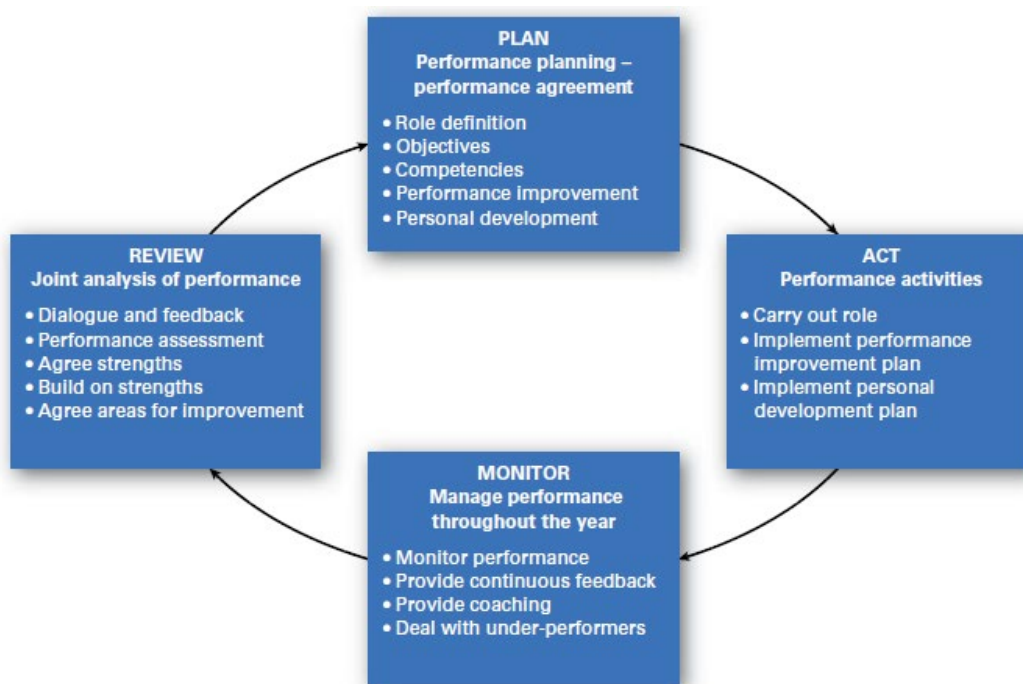 PLAN
Performance planning –
performance agreement
• Role definition
• Objectives
• Competencies
• Performance improvement
• Personal development
ACT
Performance activities
• Carry out role
• Implement performance
improvement plan
• Implement personal
development plan
MONITOR
Manage performance
throughout the year
• Monitor performance
• Provide continuous feedback
• Provide coaching
• Deal with under-performers
REVIEW
Joint analysis of performance
• Dialogue and feedback
• Performance assessment
• Agree strengths
• Build on strengths
• Agree areas for improvement